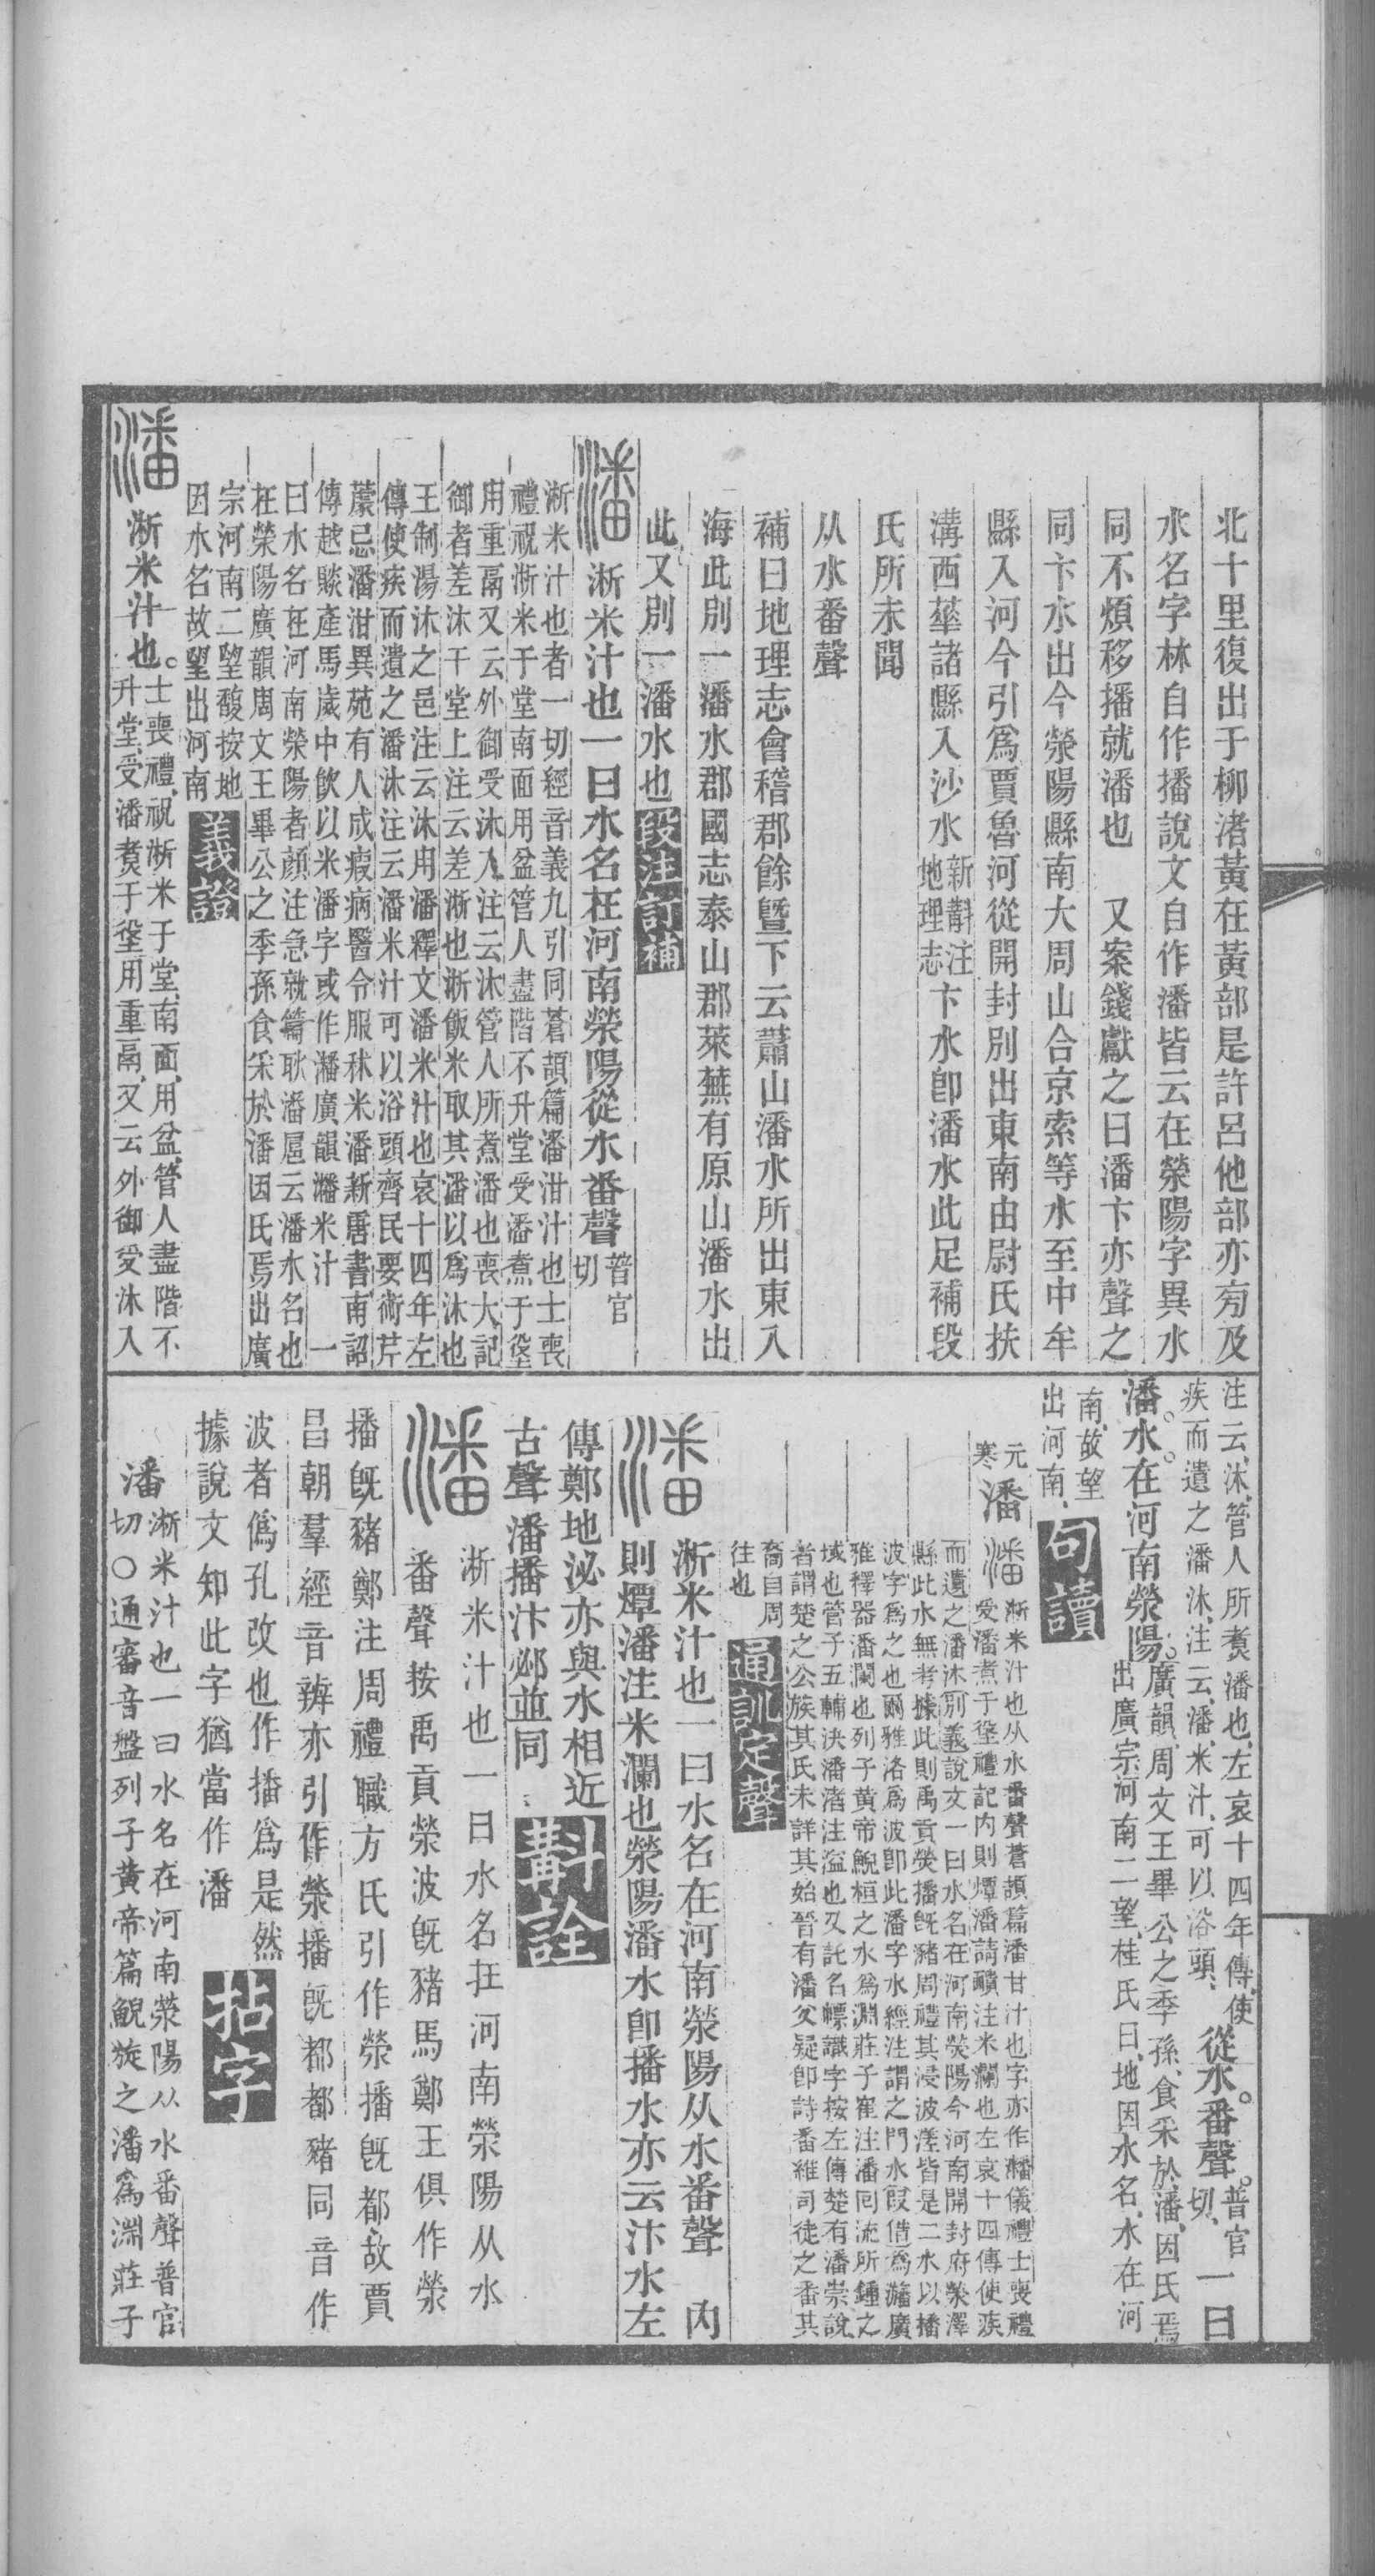 北十里復出于柳渚黃在黃部是許呂他部亦有及
水名字林自作播說文自作潘皆云在滎陽字異水
同不煩移播就潘也　又案錢獻之曰潘卞亦聲之
同卞水出今滎陽縣南大周山合京索等水至中牟
縣入河今引爲賈魯河從開封別出東南由尉氏扶
溝西華諸縣入沙水新斠注地理志卞水卽潘水此足補段
氏所未聞
从水番聲
補曰地理志會稽郡餘曁下云蕭山潘水所出東入
海此別一潘水郡國志泰山郡萊蕪有原山潘水出
此又別一潘水也段注訂補
潘
淅米汁也一曰水名在河南滎陽從水番聲普官切
淅米汁也者一切經音義九引同蒼頡篇潘泔汁也士喪
禮祝淅米于堂南面用盆管人盡階不升堂受潘煮于垼
用重鬲又云外御受沐入注云沐管人所煮潘也喪大記
御者差沐于堂上注云差淅也淅飯米取其潘以爲沐也
王制湯沐之邑注云沐用潘釋文潘米汁也哀十四年左
傳使疾而遺之潘沐注云潘米汁可以浴頭齊民要術芹
䕷忌潘泔異苑有人成瘕病醫令服秫米潘新唐書南詔
傳越賧產馬歲中飲以米潘字或作瀋廣韻瀋米汁　一
曰水名在河南滎陽者顏注急就篇耿潘扈云潘水名也
在滎陽廣韻周文王畢公之季孫食采於潘因氏焉出廣
宗河南二望馥按地
因水名故望出河南義證
潘
淅米汁也。士喪禮、祝淅米于堂、南面、用盆、管人盡階不
升堂、受潘煑于垼、用重鬲、又云外御受沐入
注云、沐、管人所煑潘也、左哀十四年傳、使
疾而遺之潘沐、注云、潘、米汁、可以浴頭、從水。番聲。普官切、一曰
潘。水。在河南滎陽。廣韻、周文王畢公之季孫、食采於潘、因氏焉
出廣宗河南二望、桂氏曰、地因水名、水在河
南、故望
出河南、句讀
元寒潘
潘
淅米汁也从水番聲蒼頡篇潘甘汁也字亦作𤄫儀禮士喪禮
受潘煮于垼禮記內則燂潘請靧注米瀾也左哀十四傳使疾
而遺之潘沐別義說文一曰水名在河南滎陽今河南開封府滎澤
縣此水無考據此則禹貢熒播旣豬周禮其浸波溠皆是二水以播
波字爲之也爾雅洛爲波卽此潘字水經注謂之門水叚借爲瀋廣
雅釋器潘瀾也列子黃帝鯢桓之水爲淵莊子崔注潘回流所鍾之
域也管子五輔決潘渚注溢也又託名幖識字按左傳楚有潘崇說
者謂楚之公族其氏未詳其始晉有潘父疑卽詩番維司徒之番其
裔自周
往也通訓定聲
潘
淅米汁也一曰水名在河南滎陽从水番聲　內
則燂潘注米瀾也滎陽潘水卽播水亦云汴水左
傳鄭地泌亦與水相近
古聲潘播汴邲並同斠詮
潘
淅米汁也一曰水名在河南滎陽从水
番聲按禹貢滎波旣豬馬鄭王俱作滎
播旣豬鄭注周禮職方氏引作滎播旣都故賈
昌朝羣經音辨亦引作滎播旣都都豬同音作
波者僞孔改也作播爲是然
據說文知此字猶當作潘拈字
潘
淅米汁也一曰水名在河南滎陽从水番聲普官
切○通審音盤列子黃帝篇鯢旋之潘爲淵莊子